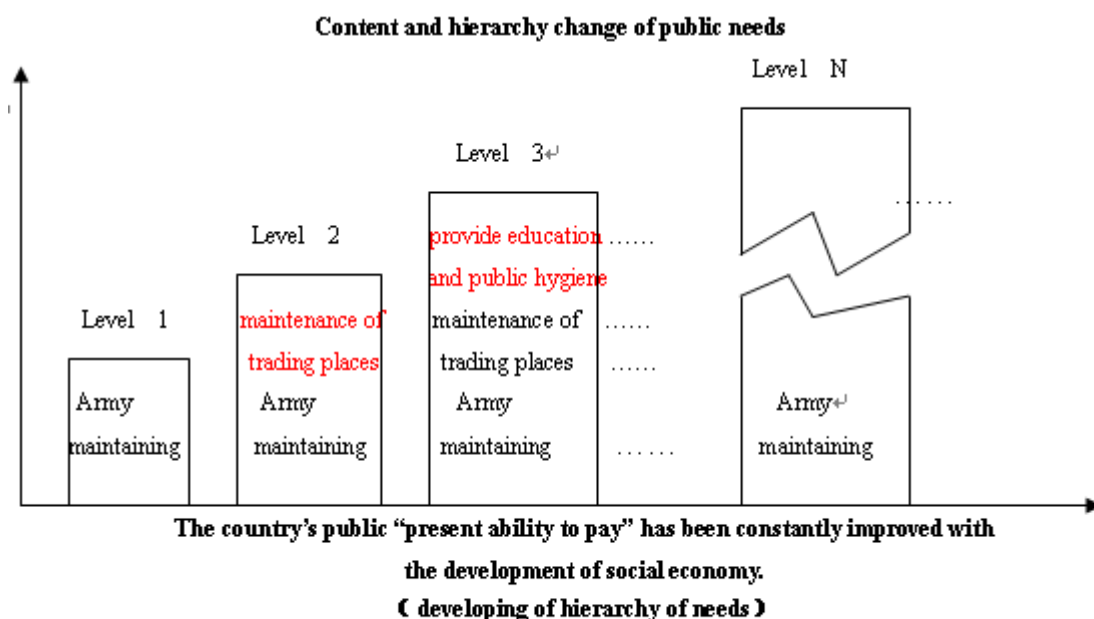 Content and hierarchy change of public needs
Level N
Level 3↵
Level 2
provide education ……
and public hygiene
……
Level 1
maintenance of
trading places
maintenance of ……
trading places ……
Army
maintaining
Army
maintaining
Army
maintaining ……
Army↵
maintaining
The country's public “present ability to pay” has been constantly improved with
the development of social economy.
( developing of hierarchy of needs )